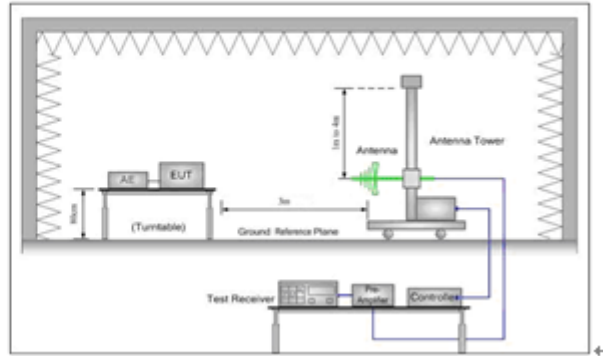 1m to 4m
Antenna
Antenna Tower
AE
EUT
80cm
3m
(Turntable)
Ground Reference Plane
Test Receiver
Pre-
Amplifier
Controller